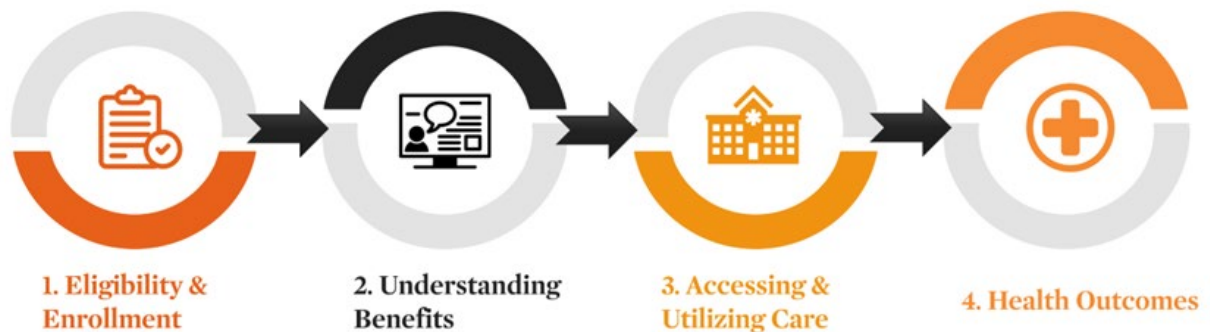 1. Eligibility &
Enrollment
2. Understanding
Benefits
3. Accessing &
Utilizing Care
4. Health Outcomes